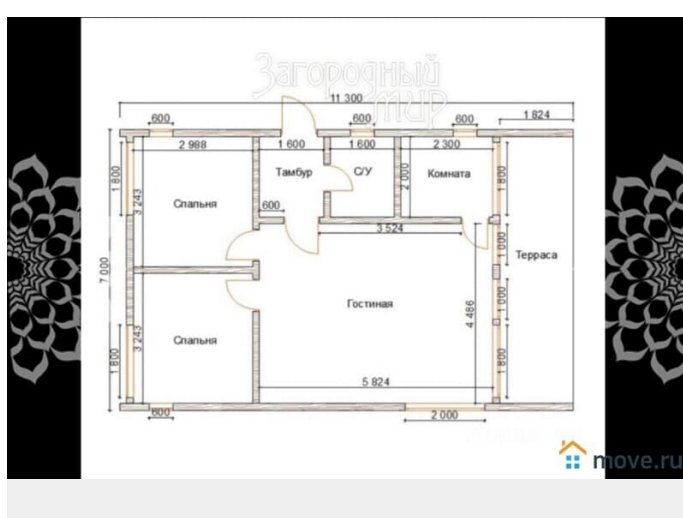 Загородный
мир
11 300
600
600
600
1 824
2 988
1 600
1 600
2 300
Тамбур
С/У
Комната
2 000
1 800
3 243
1 800
Спальня
600
3 524
1 000
Терраса
7 000
Гостиная
4 486
1 000
1 800
3 243
Спальня
1 800
5 824
600
2 000
move.ru